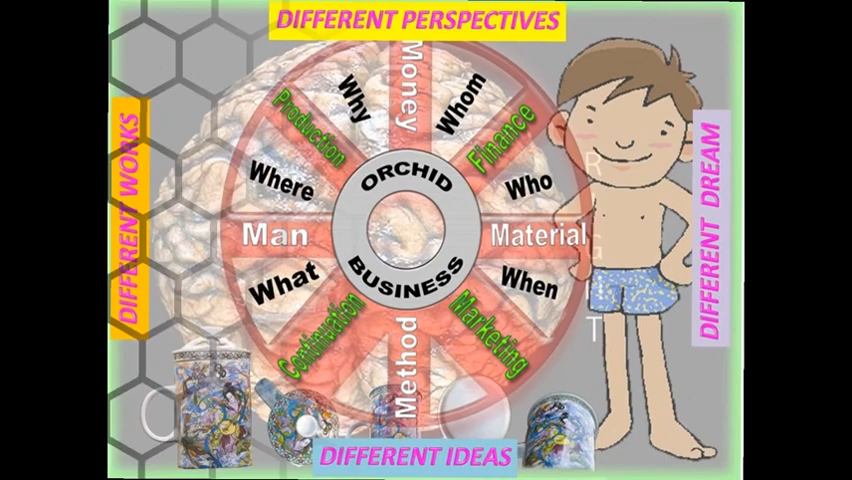 DIFFERENT PERSPECTIVES
DIFFERENT WORKS
DIFFERENT DREAM
DIFFERENT IDEAS
ORCHID
BUSINESS
Money
Whom
Finance
Who
Material
When
Marketing
Method
Continuation
What
Man
Where
Production
Why